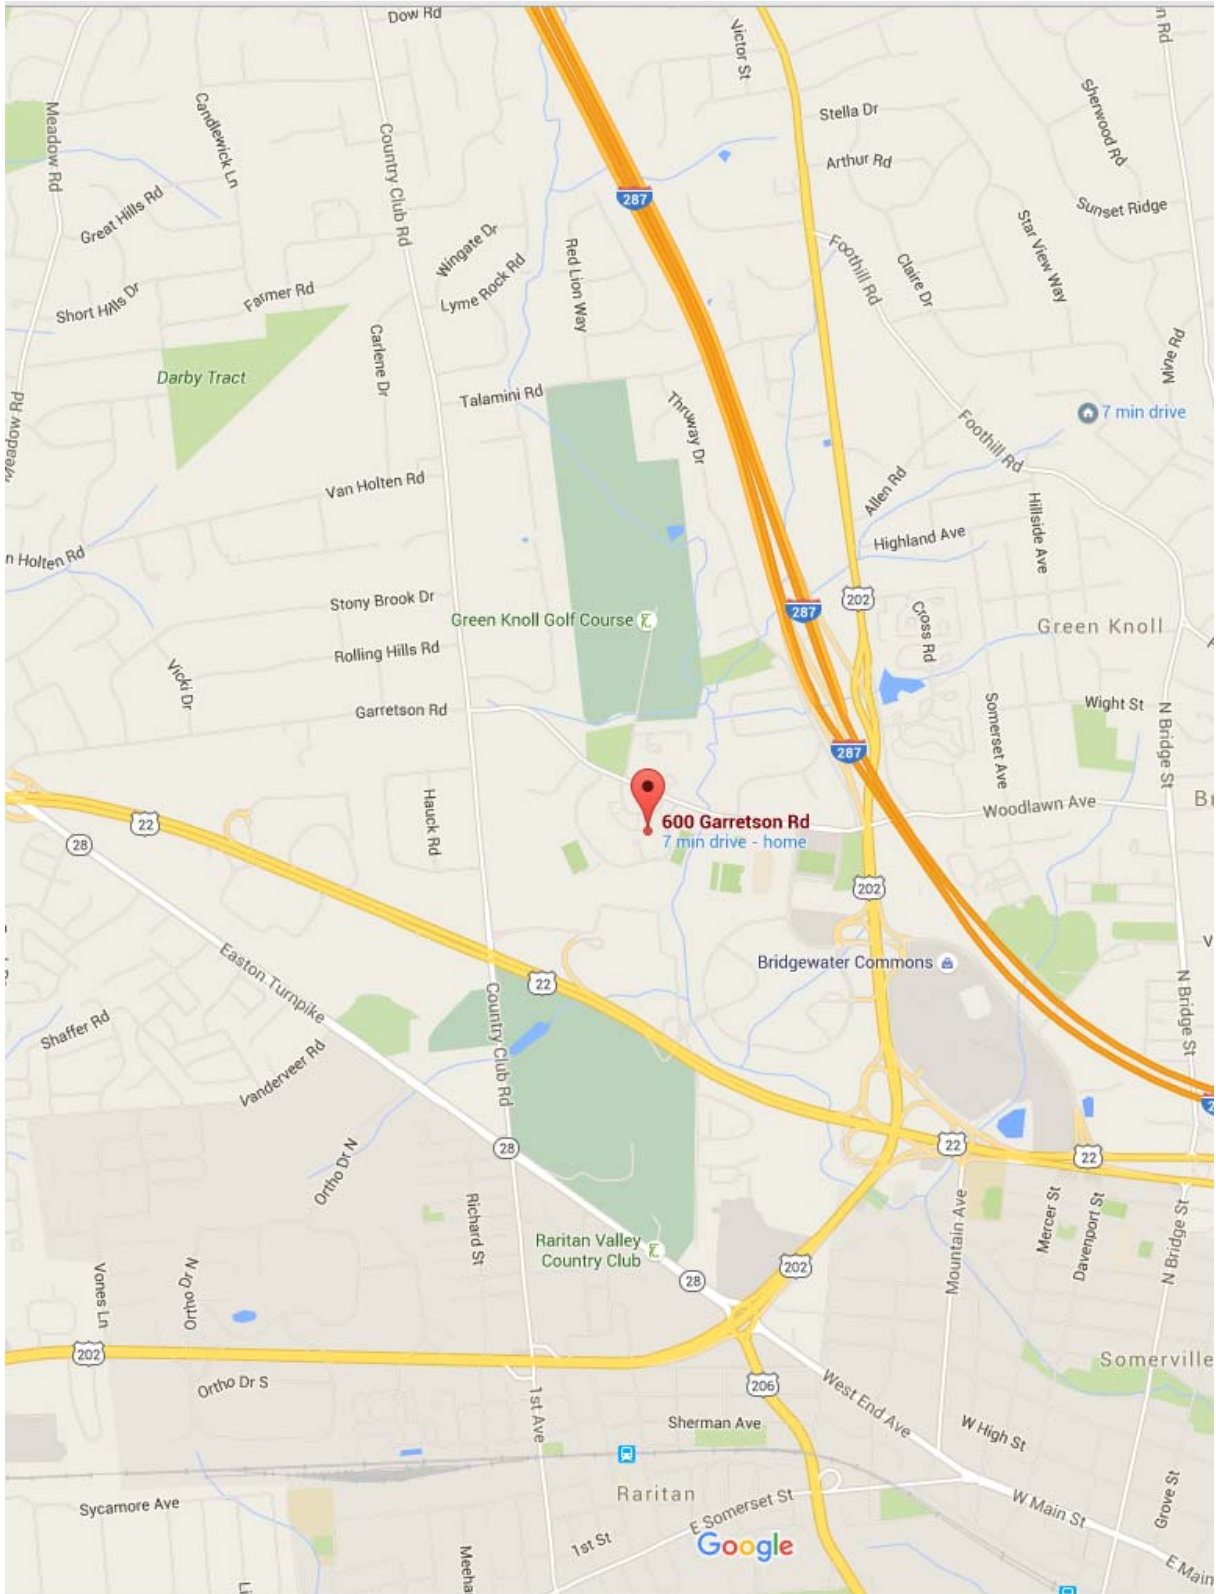 Dow Rd
Victor St
Meadow Rd
Candlewick Ln
Country Club Rd
Stella Dr
Sherwood Rd
Arthur Rd
287
Great Hills Rd
Sunset Ridge
Wingate Dr
Red Lion Way
Foothill Rd
Claire Dr
Star View Way
Short Hills Dr
Farmer Rd
Lyme Rock Rd
Carlene Dr
Darby Tract
Talamini Rd
Thruway Dr
7 min drive
Meadow Rd
Foothill Rd
Van Holten Rd
Allen Rd
Hillside Ave
Highland Ave
n Holten Rd
Stony Brook Dr
287
202
Green Knoll Golf Course
Cross Rd
Green Knoll
Rolling Hills Rd
Vicki Dr
Garretson Rd
Somerset Ave
Wight St
N Bridge St
287
22
28
Hauck Rd
600 Garretson Rd
7 min drive - home
Woodlawn Ave
202
Easton Turnpike
Bridgewater Commons
22
Country Club Rd
N Bridge St
Shaffer Rd
Vanderveer Rd
28
22
22
Ortho Dr N
Richard St
Mountain Ave
Mercer St
Davenport St
N Bridge St
Raritan Valley
Country Club
Vones Ln
Ortho Dr N
28
202
202
Somerville
Ortho Dr S
1st Ave
206
West End Ave
Sherman Ave
W High St
Sycamore Ave
Raritan
E Somerset St
W Main St
Grove St
1st St
Google
E Main